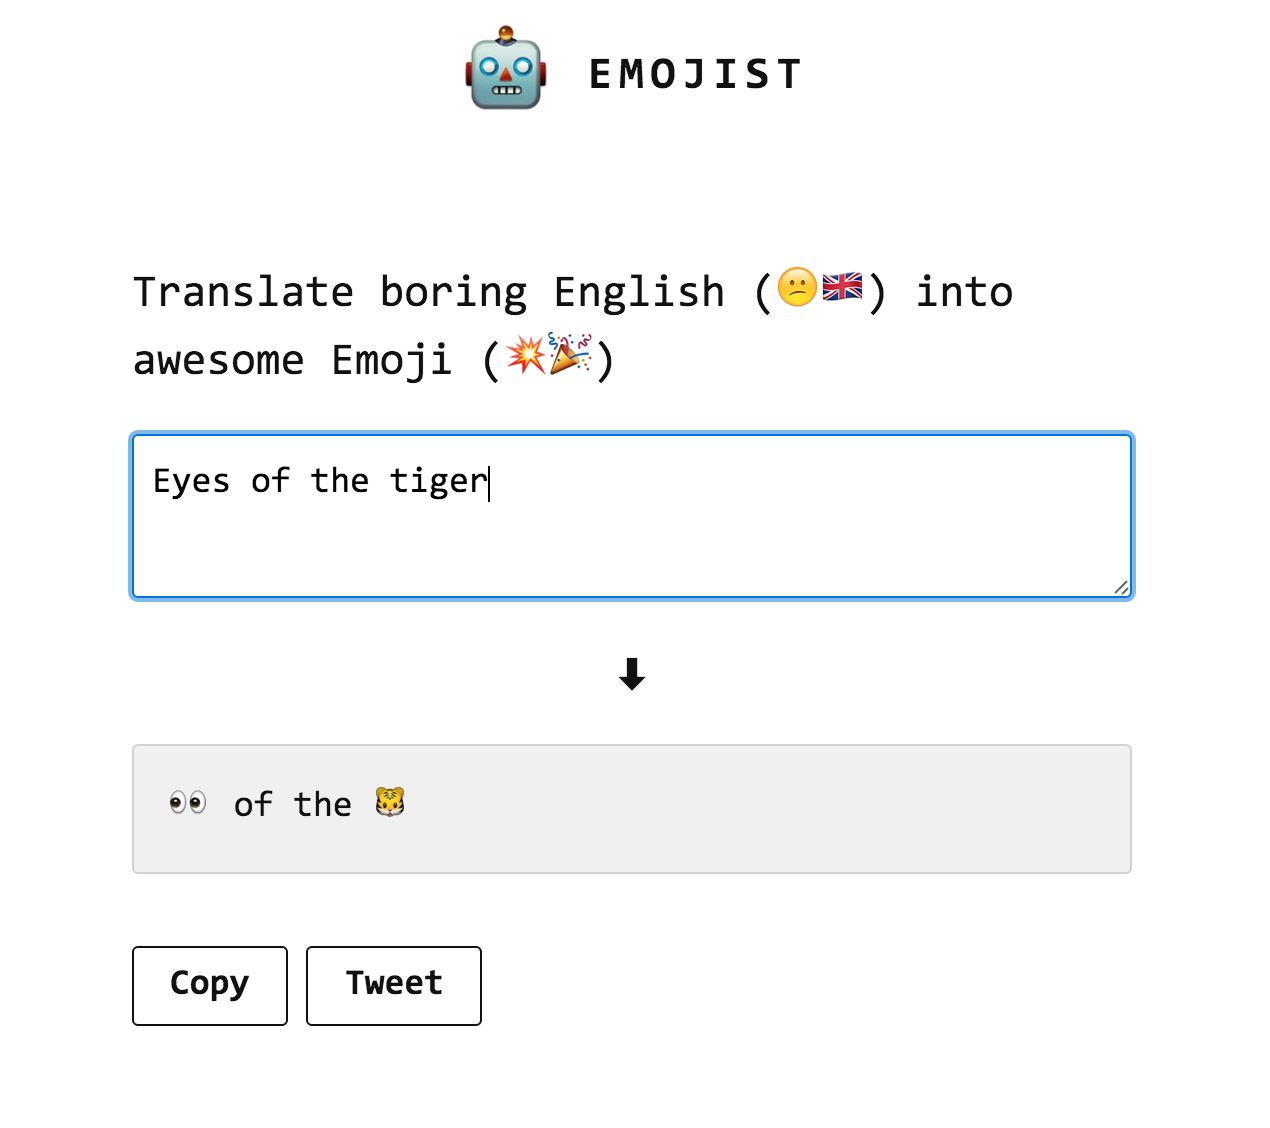 🤖 EMOJIST
Translate boring English (😕🇬🇧) into
awesome Emoji (💥🎉)
Eyes of the tiger
⬇
👀 of the 🐯
Copy
Tweet